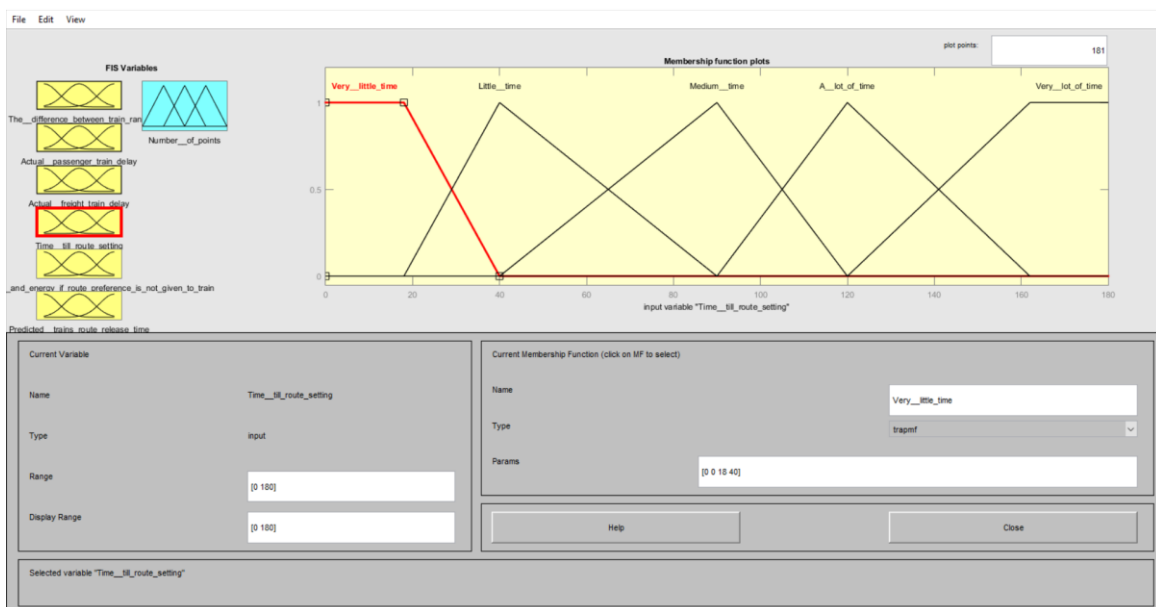 File Edit View
plot points: 181
FIS Variables
The__difference_between_train_ran
Actual__passenger_train_delay
Actual__freight_train_delay
Time__till_route_setting
_and_energy_if_route_preference_is_not_given_to_train
Predicted__trains_route_release_time
Number__of_points
Membership function plots
Very__little_time Little__time Medium__time A__lot_of_time Very__lot_of_time
1
0.5
0
0 20 40 60 80 100 120 140 160 180
input variable "Time__till_route_setting"
Current Variable
Name Time__till_route_setting
Type input
Range [0 180]
Display Range [0 180]
Current Membership Function (click on MF to select)
Name Very__little_time
Type trapmf
Params [0 0 18 40]
Help Close
Selected variable "Time__till_route_setting"